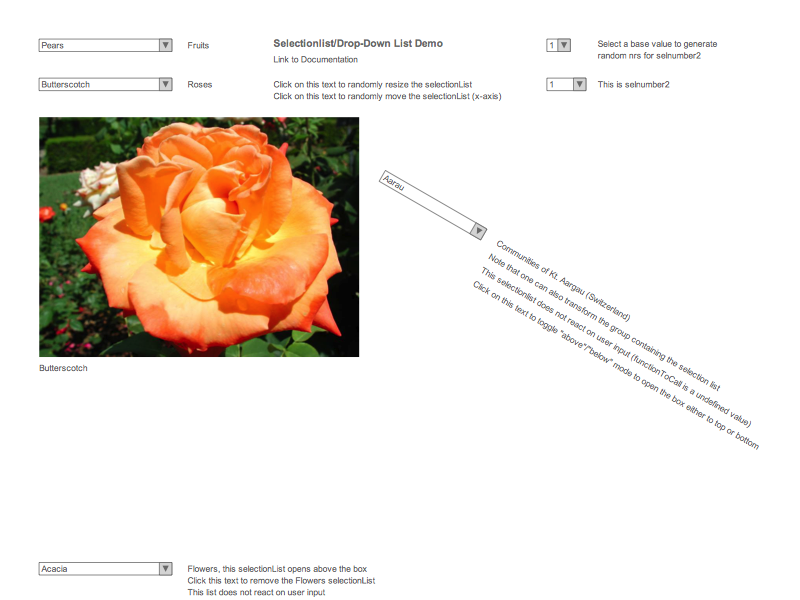 Pears
Fruits
Selectionlist/Drop-Down List Demo
Link to Documentation
1
Select a base value to generate
random nrs for selnumber2
Butterscotch
Roses
Click on this text to randomly resize the selectionList
Click on this text to randomly move the selectionList (x-axis)
1
This is selnumber2
Aarau
Communities of Kt. Aargau (Switzerland)
Note that one can also transform the group containing the selection list
This selectionlist does not react on user input (functionToCall is a undefined value)
Click on this text to toggle "above"/"below" mode to open the box either to top or bottom
Butterscotch
Acacia
Flowers, this selectionList opens above the box
Click this text to remove the Flowers selectionList
This list does not react on user input